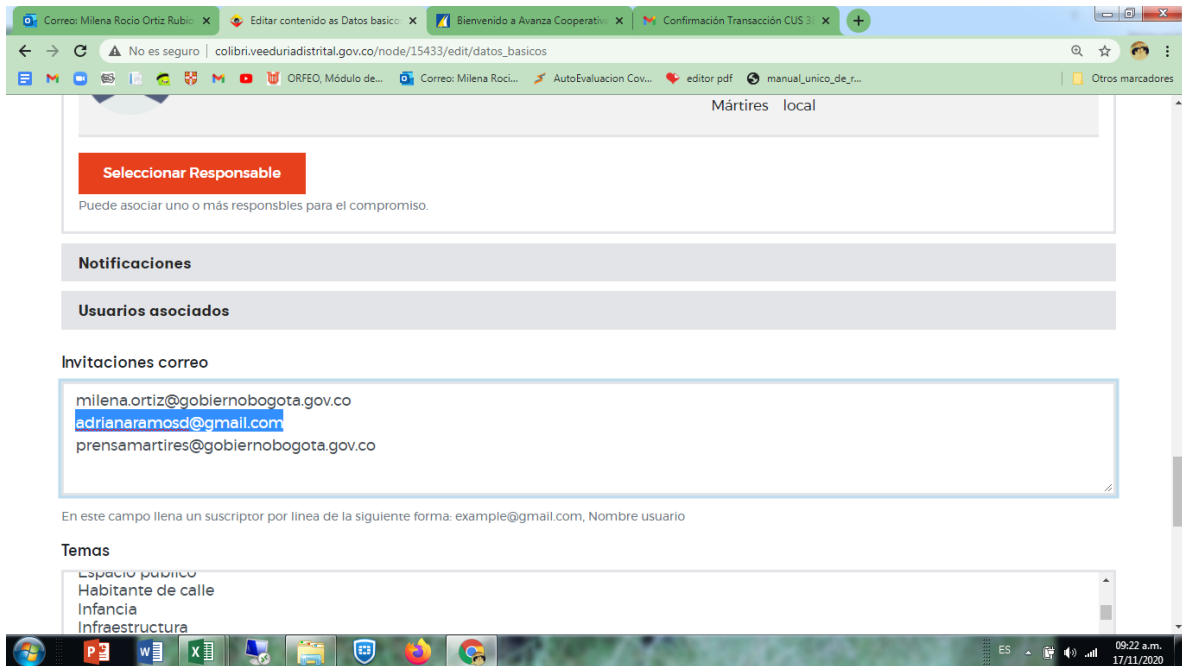 Correo: Milena Rocio Ortiz Rubio
Editar contenido as Datos basico
Bienvenido a Avanza Cooperativa
Confirmación Transacción CUS 38
No es seguro | colibri.veeduriadistrital.gov.co/node/15433/edit/datos_basicos
ORFEO, Módulo de...
Correo: Milena Roci...
AutoEvaluacion Cov...
editor pdf
manual_unico_de_r...
Otros marcadores
Mártires local
Seleccionar Responsable
Puede asociar uno o más responsbles para el compromiso.
Notificaciones
Usuarios asociados
Invitaciones correo
milena.ortiz@gobiernobogota.gov.co
adrianaramosd@gmail.com
prensamartires@gobiernobogota.gov.co
En este campo llena un suscriptor por linea de la siguiente forma: example@gmail.com, Nombre usuario
Temas
Espacio público
Habitante de calle
Infancia
Infraestructura
ES
09:22 a.m.
17/11/2020